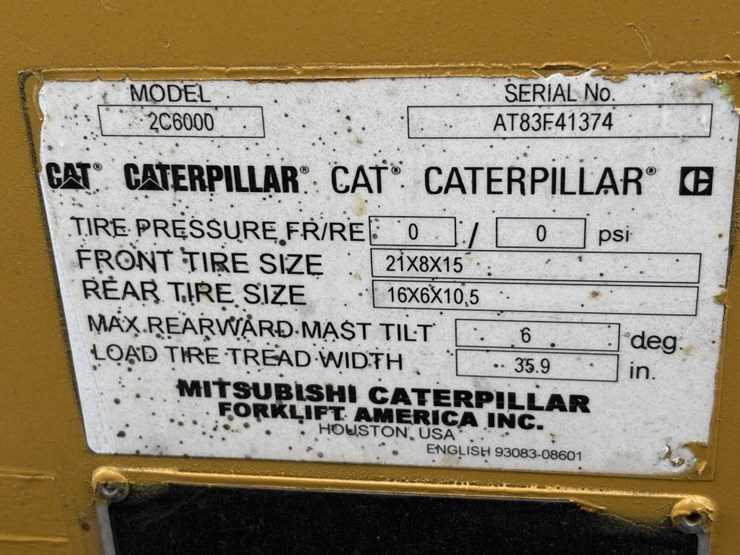 MODEL SERIAL No.
2C6000 AT83F41374
CAT® CATERPILLAR® CAT® CATERPILLAR®
TIRE PRESSURE FR/RE 0 / 0 psi
FRONT TIRE SIZE 21X8X15
REAR TIRE SIZE 16X6X10,5
MAX REARWARD MAST TILT 6 deg.
LOAD TIRE TREAD WIDTH 35.9 in.
MITSUBISHI CATERPILLAR
FORKLIFT AMERICA INC.
HOUSTON, USA
ENGLISH 93083-08601